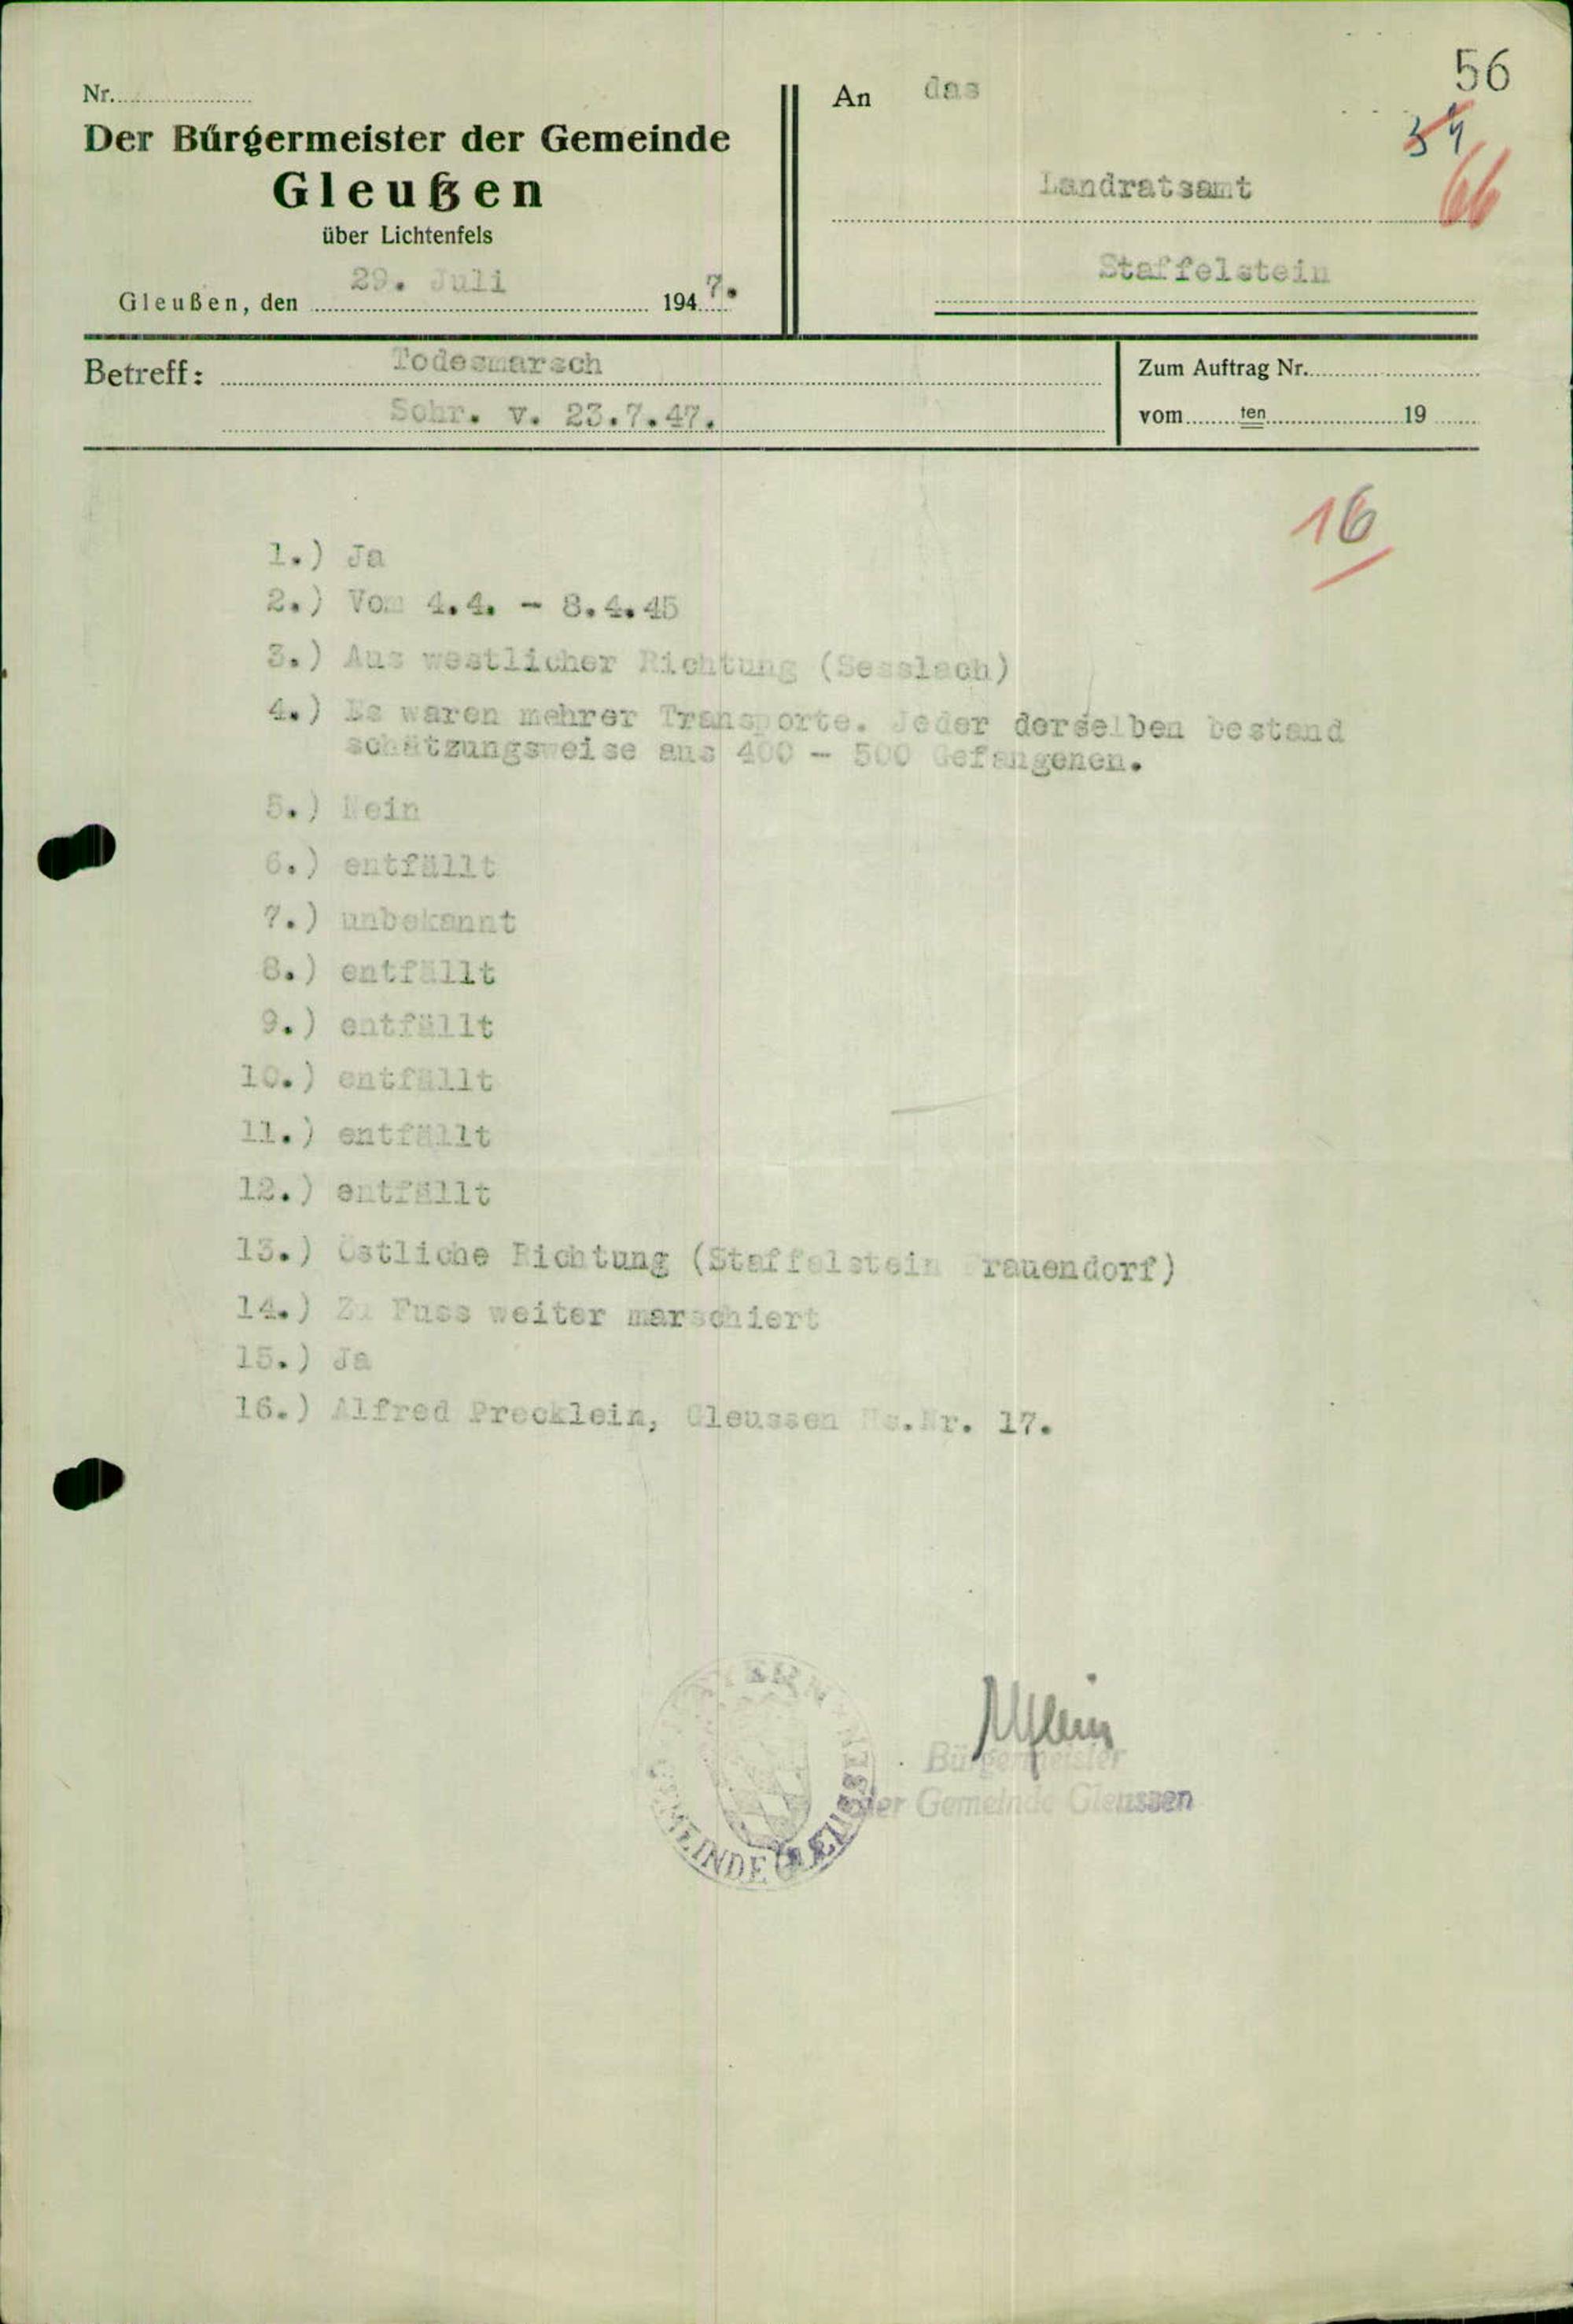 56
34
66
Nr.
An das
Der Bürgermeister der Gemeinde
Gleußen
über Lichtenfels
Landratsamt
Staffelstein
Gleußen, den 29. Juli 1947.
Betreff: Todesmarsch
Schr. v. 23.7.47.
Zum Auftrag Nr.
vom ten 19
16
1.) Ja
2.) Vom 4.4. - 8.4.45
3.) Aus westlicher Richtung (Sesslach)
4.) Es waren mehrer Transporte. Jeder derselben bestand
schätzungsweise aus 400 - 500 Gefangenen.
5.) Nein
6.) entfällt
7.) unbekannt
8.) entfällt
9.) entfällt
10.) entfällt
11.) entfällt
12.) entfällt
13.) Östliche Richtung (Staffelstein Frauendorf)
14.) Zu Fuss weiter marschiert
15.) Ja
16.) Alfred Precklein, Gleussen Hs.Nr. 17.
Bürgermeister
der Gemeinde Gleussen
GEMEINDE GLEUSSEN